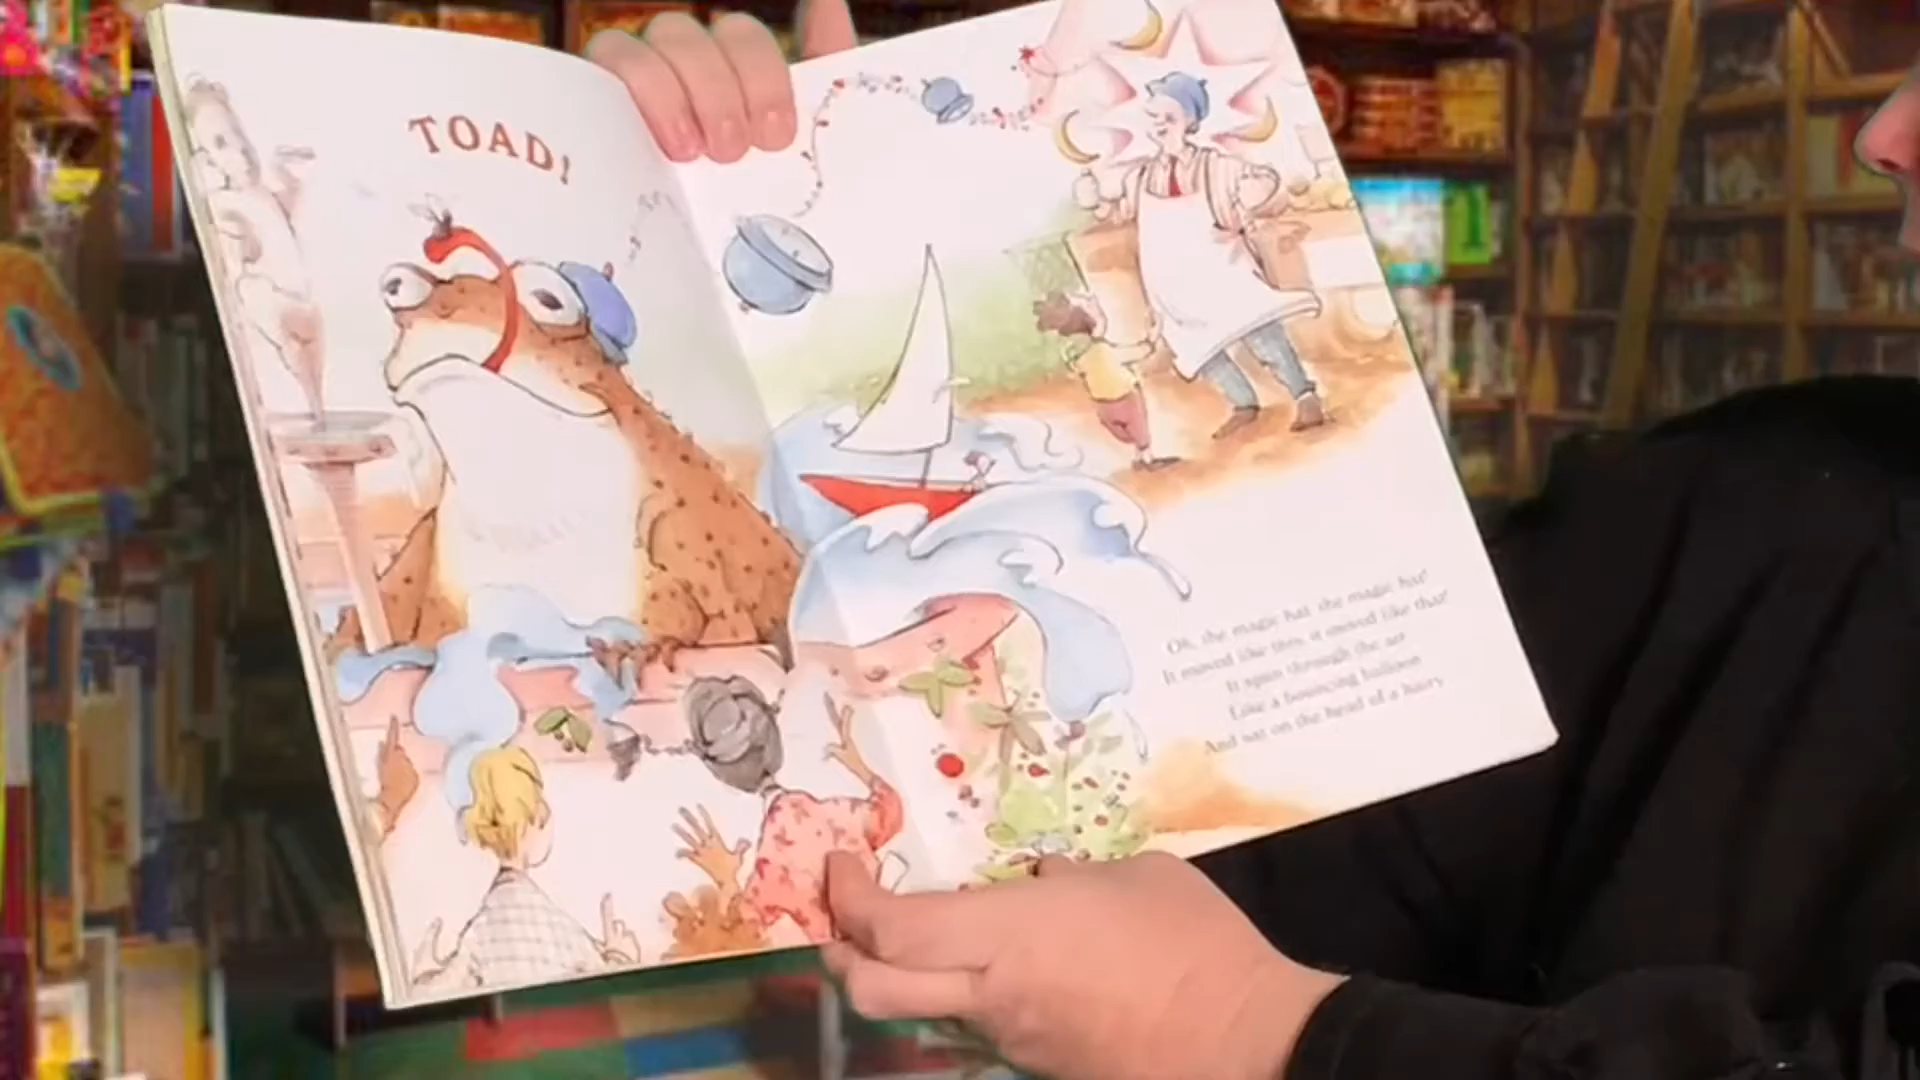 TOAD!
Oh, the magic hat, the magic hat!
It moved like this, it moved like that!
It spun through the air
Like a bouncing balloon
And sat on the head of a hairy